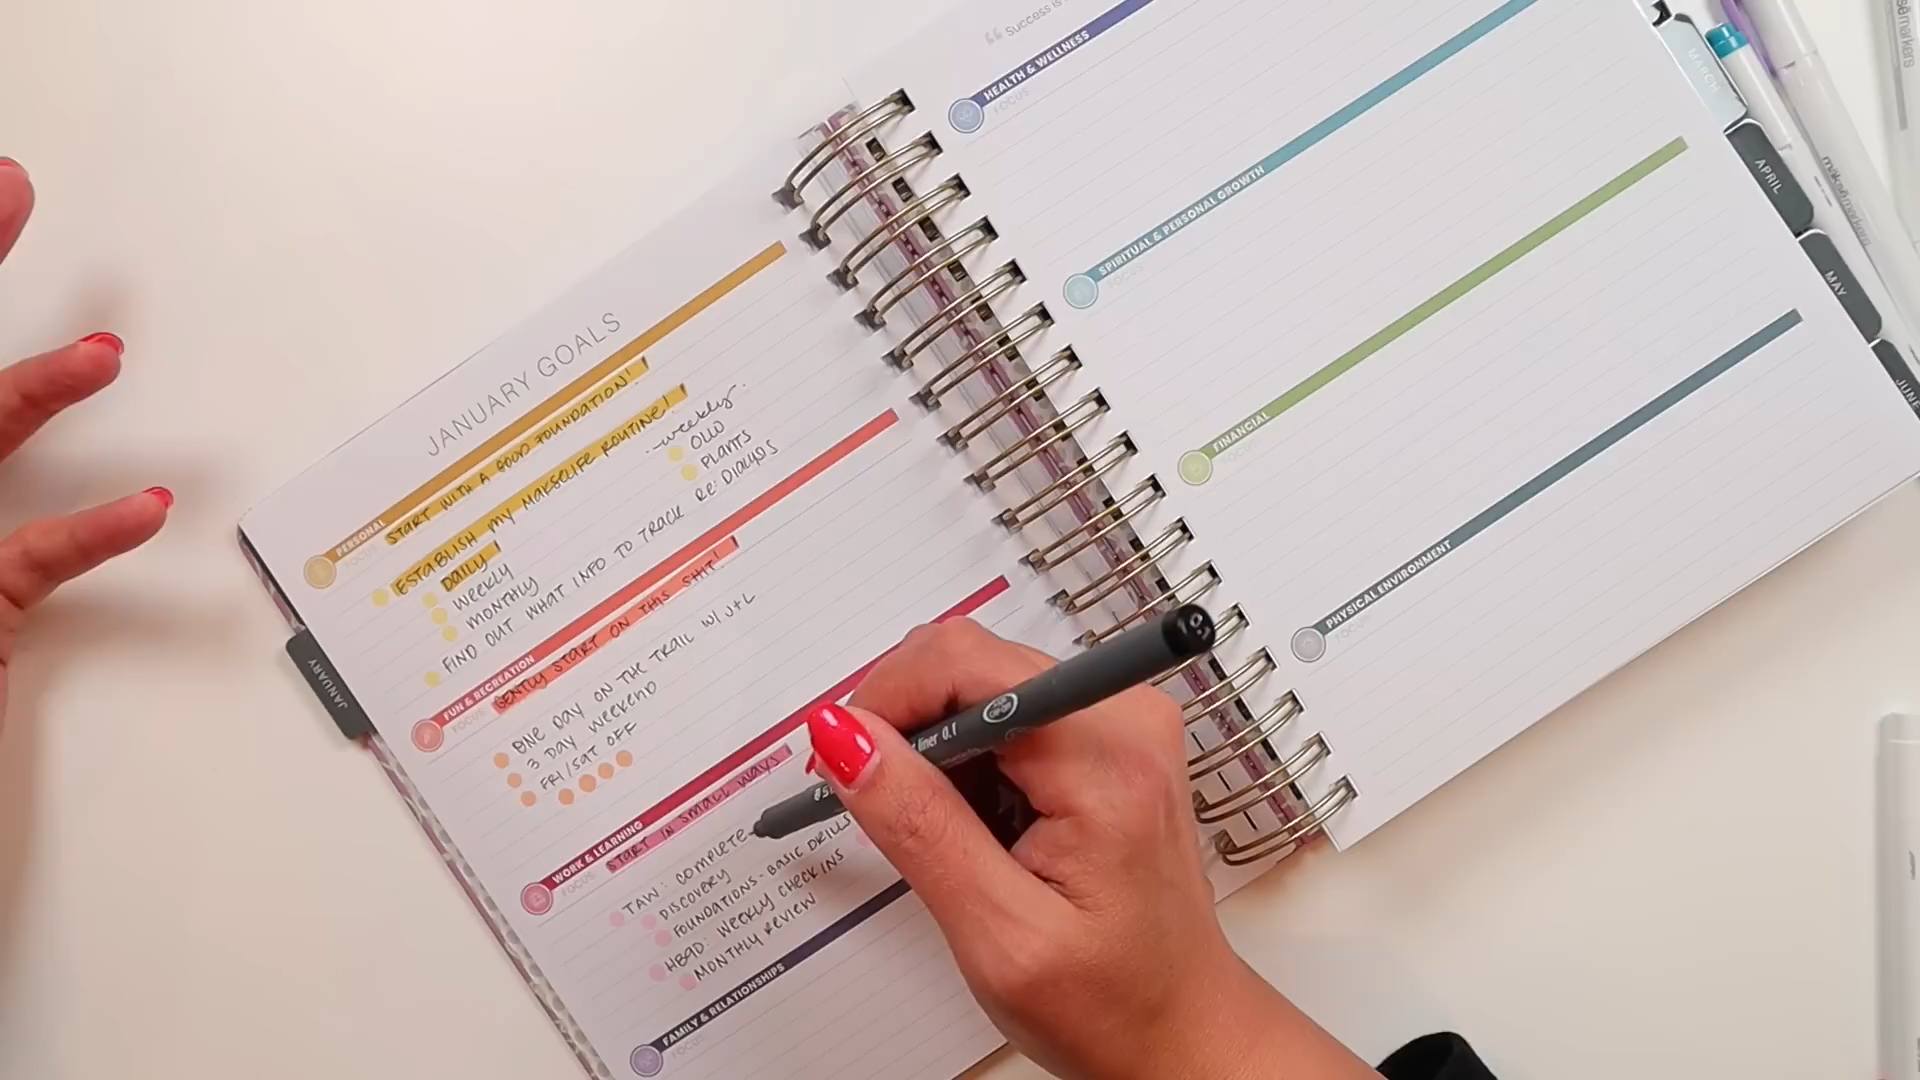 JANUARY GOALS
PERSONAL
FOCUS: START WITH A GOOD FOUNDATION!
ESTABLISH MY MAKSELIFE ROUTINE!
DAILY
WEEKLY
MONTHLY
weekly
OLLO
PLANTS
FIND OUT WHAT INFO TO TRACK RE: DIALYSIS
FUN & RECREATION
FOCUS: GENTLY START ON THIS SHIT!
ONE DAY ON THE TRAIL W/ J+L
3 DAY WEEKEND
FRI/SAT OFF
WORK & LEARNING
FOCUS: START IN SMALL WAYS
TAW: COMPLETE
DISCOVERY
FOUNDATIONS - BASIC DRILLS
HB9D: WEEKLY CHECK INS
MONTHLY REVIEW
FAMILY & RELATIONSHIPS
FOCUS:
JANUARY
“ Success is
HEALTH & WELLNESS
FOCUS:
SPIRITUAL & PERSONAL GROWTH
FOCUS:
FINANCIAL
FOCUS:
PHYSICAL ENVIRONMENT
FOCUS:
MARCH
APRIL
MAY
JUNE
liner 0.1